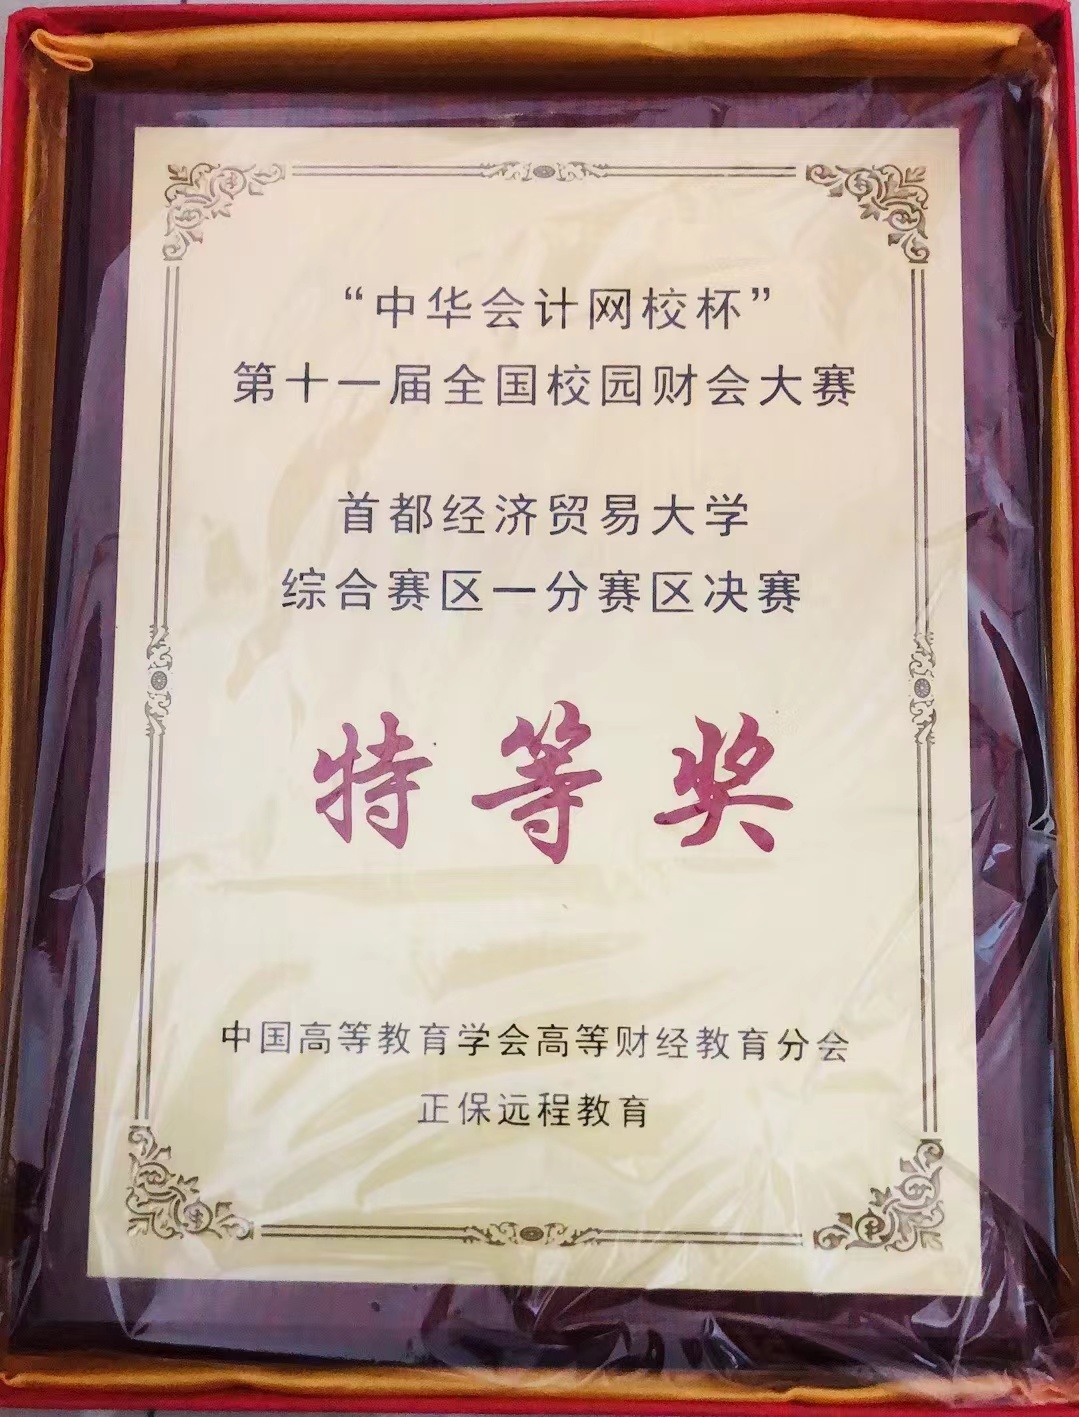 “中华会计网校杯”
第十一届全国校园财会大赛
首都经济贸易大学
综合赛区一分赛区决赛
特等奖
中国高等教育学会高等财经教育分会
正保远程教育